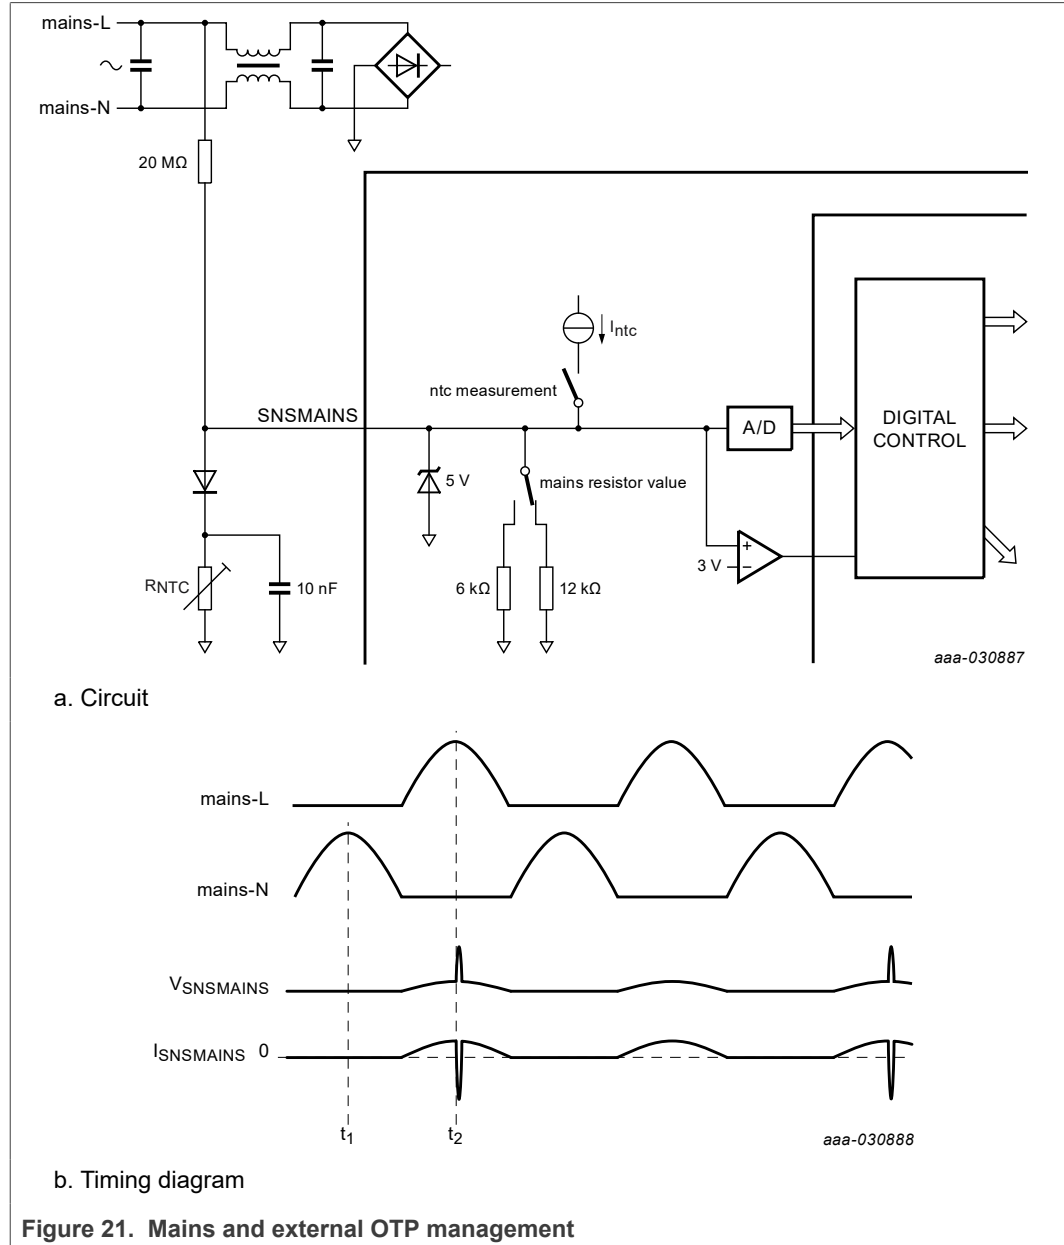 mains-L
mains-N
20 MΩ
Intc
ntc measurement
SNSMAINS
A/D
DIGITAL
CONTROL
5 V
mains resistor value
+
3 V
−
RNTC
10 nF
6 kΩ
12 kΩ
aaa-030887
a. Circuit
mains-L
mains-N
VSNSMAINS
ISNSMAINS 0
t1
t2
aaa-030888
b. Timing diagram
Figure 21. Mains and external OTP management